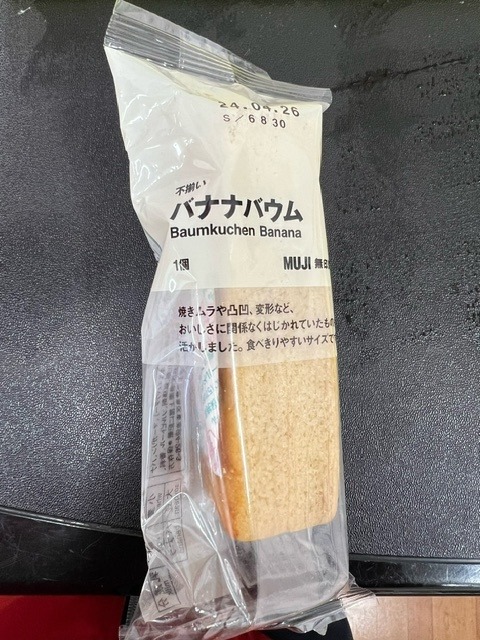 24.04.26
S/6830
不揃い
バナナバウム
Baumkuchen Banana
1個
MUJI 無印
焼きムラや凸凹、変形など、
おいしさに関係なくはじかれていたもの
活かしました。食べきりやすいサイズで